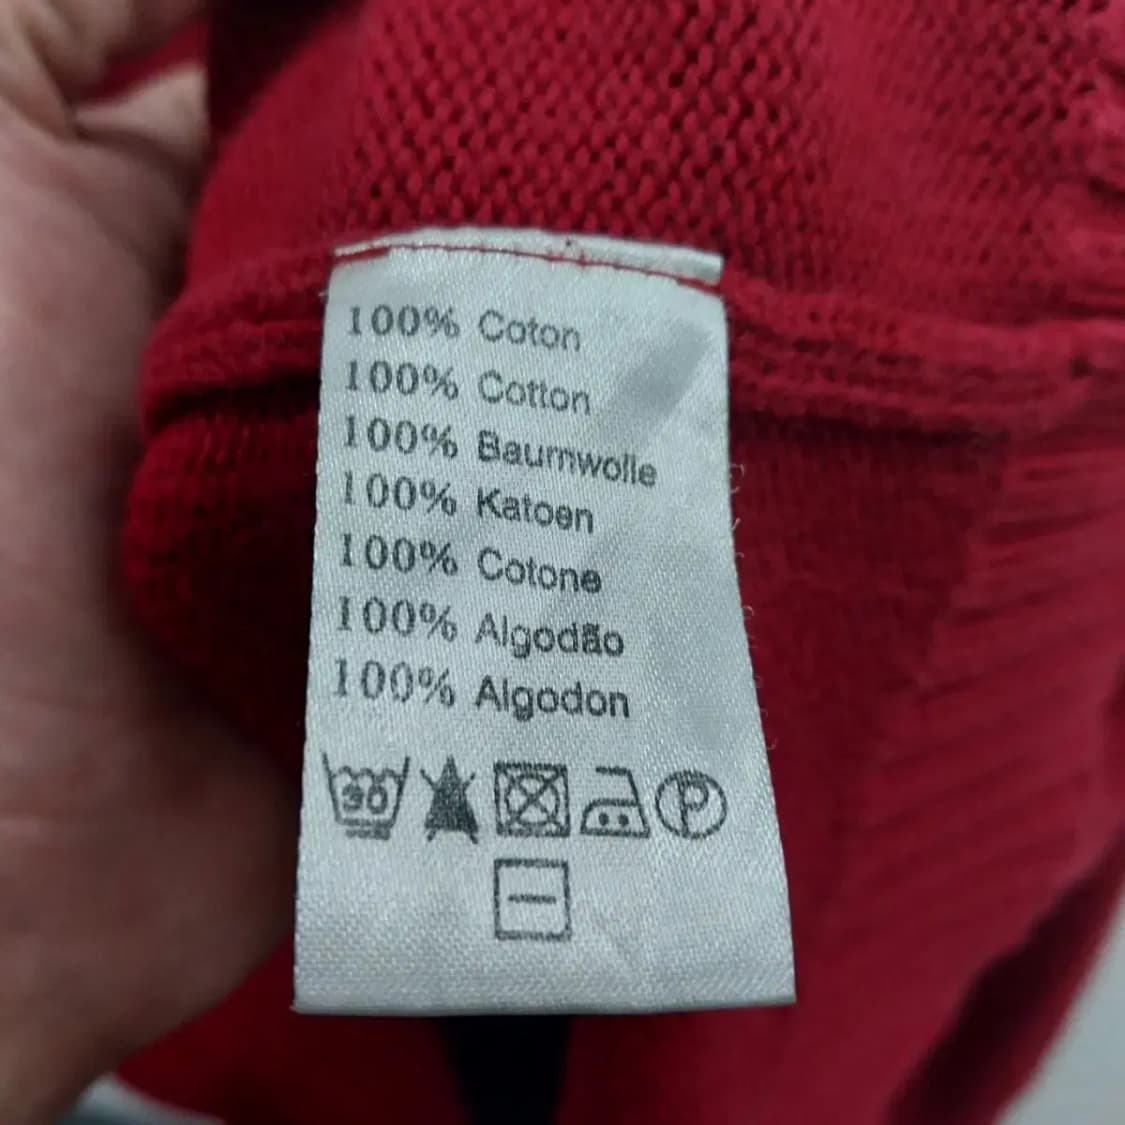 100% Coton
100% Cotton
100% Baumwolle
100% Katoen
100% Cotone
100% Algodão
100% Algodon
30 P